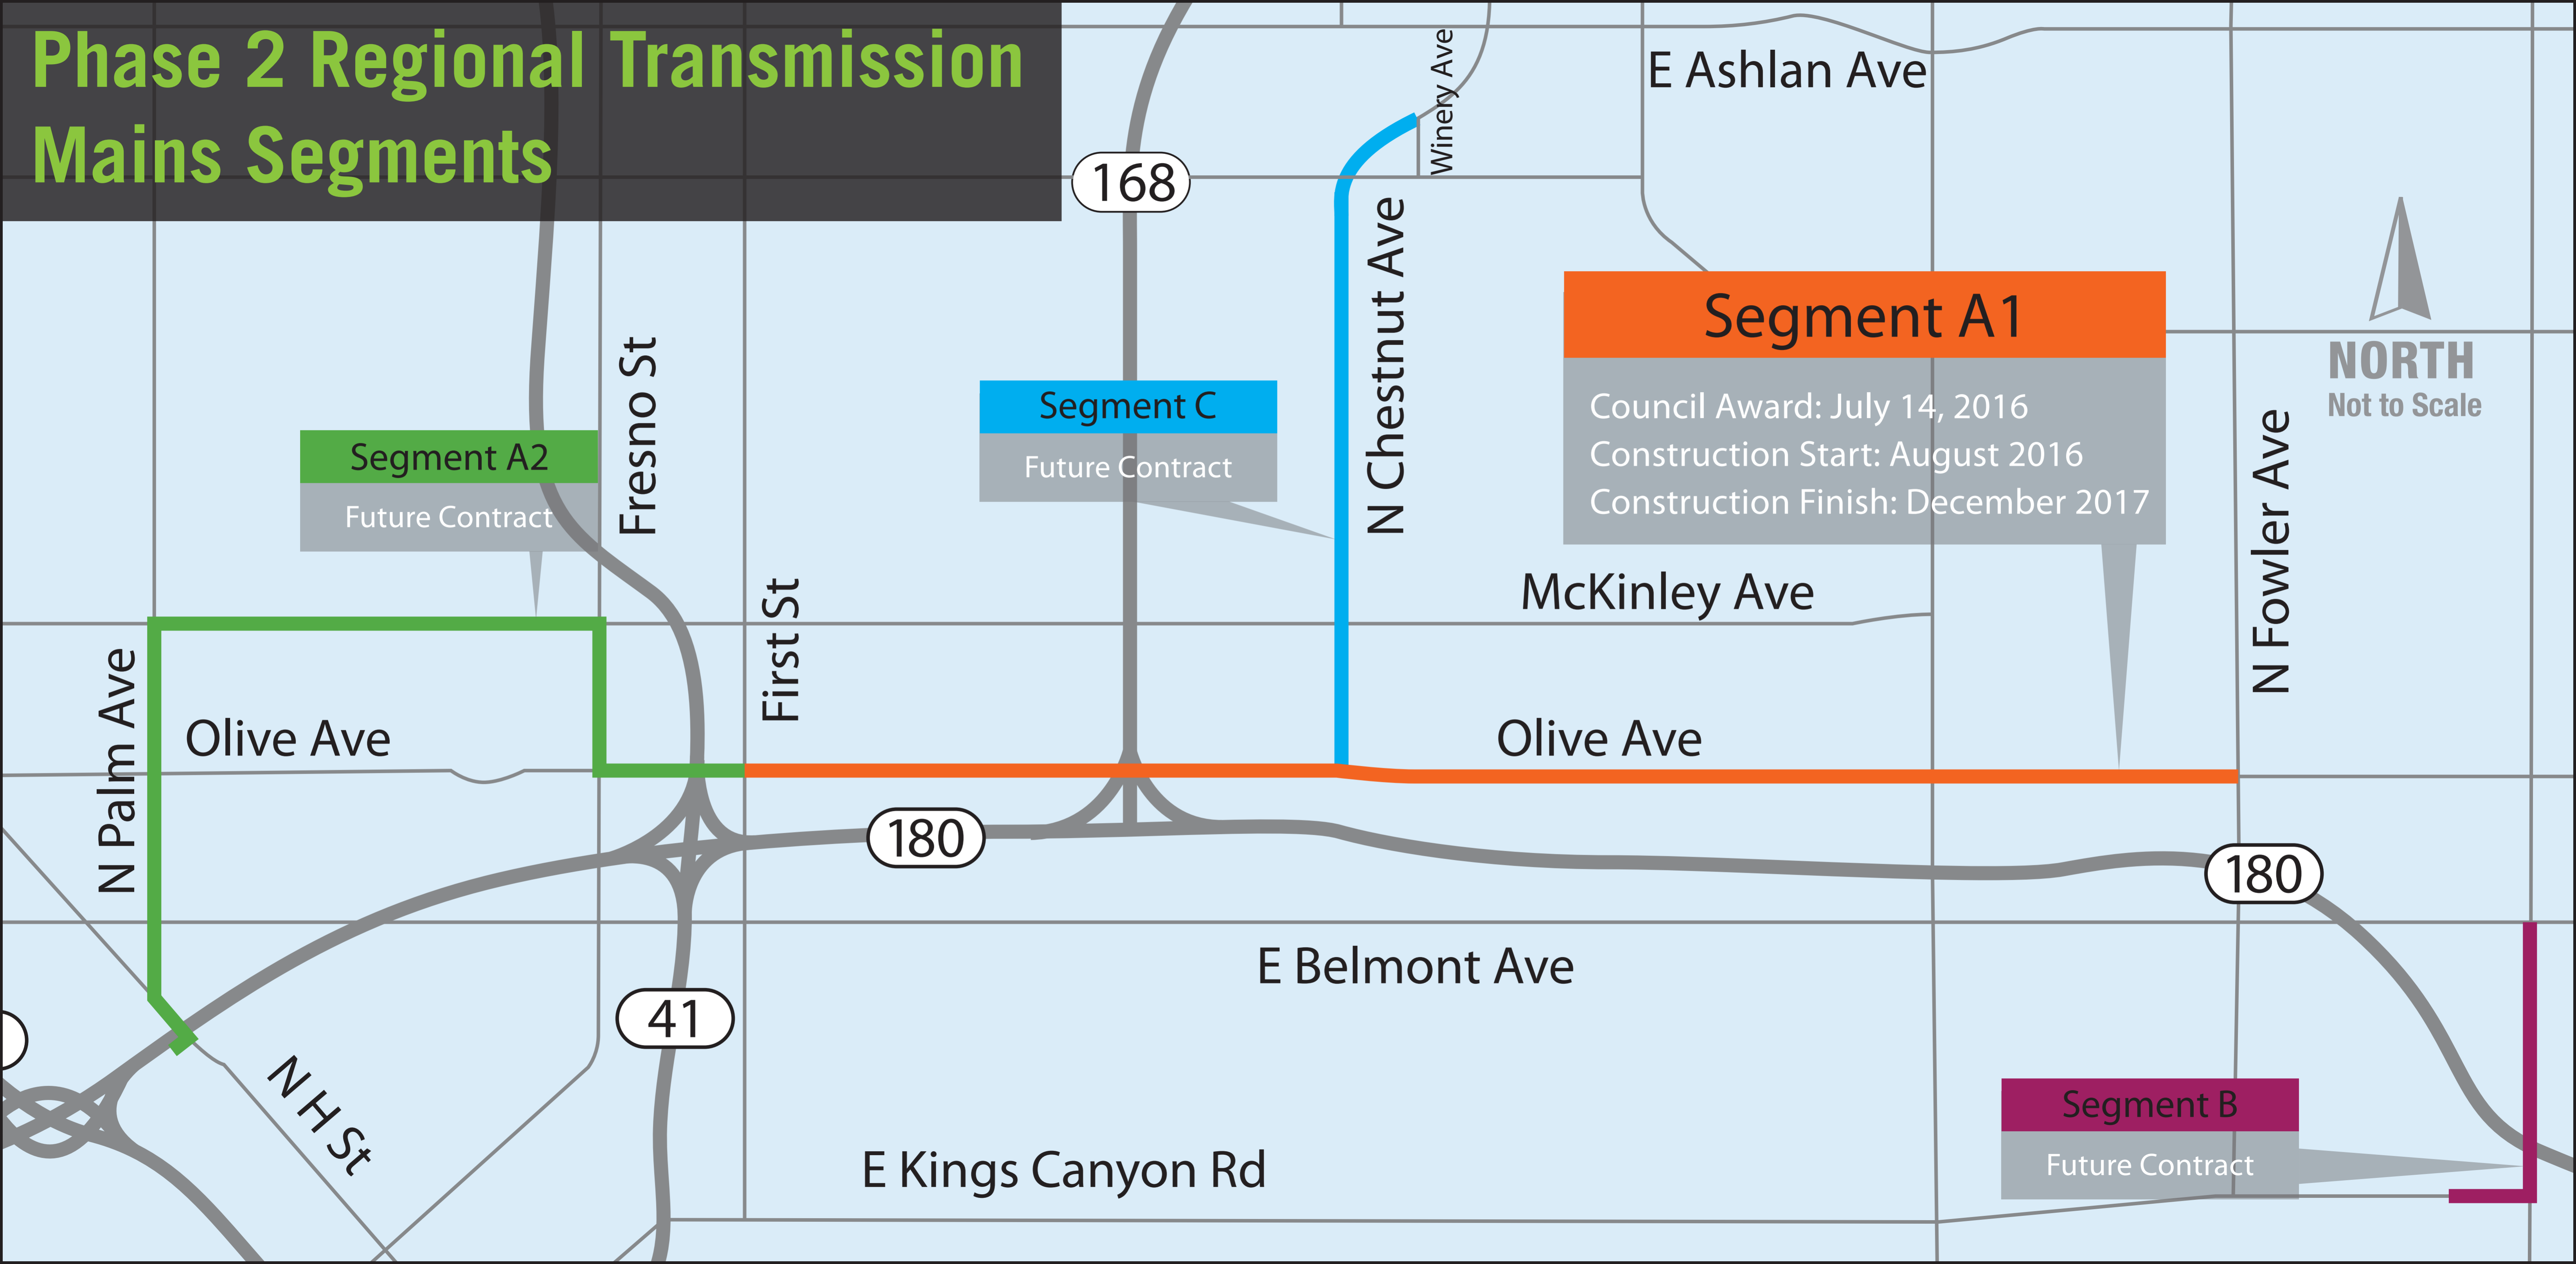 Phase 2 Regional Transmission
Mains Segments
Winery Ave
E Ashlan Ave
168
N Chestnut Ave
Segment A1
Council Award: July 14, 2016
Construction Start: August 2016
Construction Finish: December 2017
NORTH
Not to Scale
Fresno St
Segment C
Future Contract
Segment A2
Future Contract
N Fowler Ave
First St
McKinley Ave
N Palm Ave
Olive Ave
Olive Ave
180
180
E Belmont Ave
41
N H St
E Kings Canyon Rd
Segment B
Future Contract